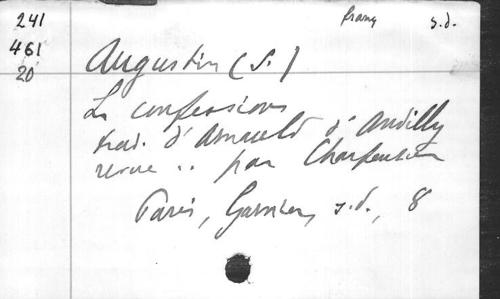 241
461
20
franç s.d.
Augustin (S.)
Les confessions
trad. d'Arnauld d'Andilly
revue .. par Charpentier
Paris, Garnier, s.d., 8